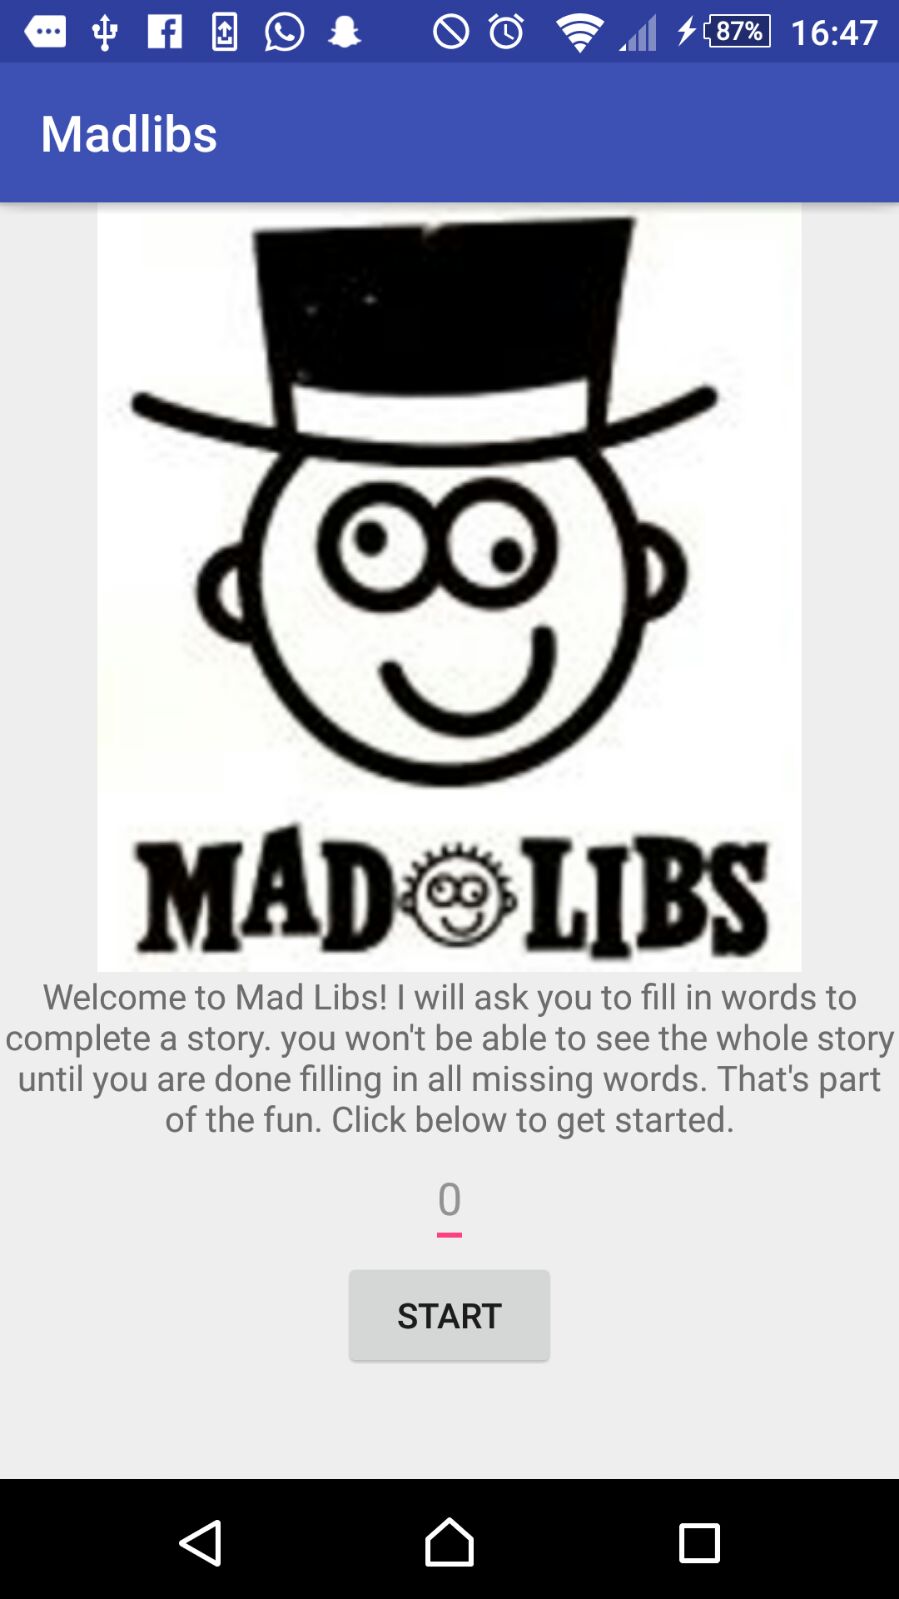 87% 16:47
Madlibs
MAD LIBS
Welcome to Mad Libs! I will ask you to fill in words to
complete a story. you won't be able to see the whole story
until you are done filling in all missing words. That's part
of the fun. Click below to get started.
0
START